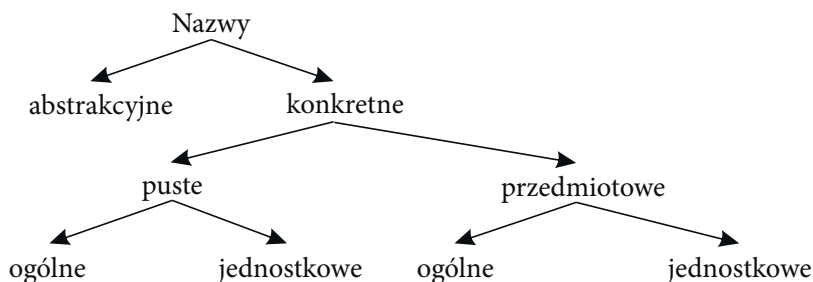 Nazwy
abstrakcyjne konkretne
puste przedmiotowe
ogólne jednostkowe ogólne jednostkowe